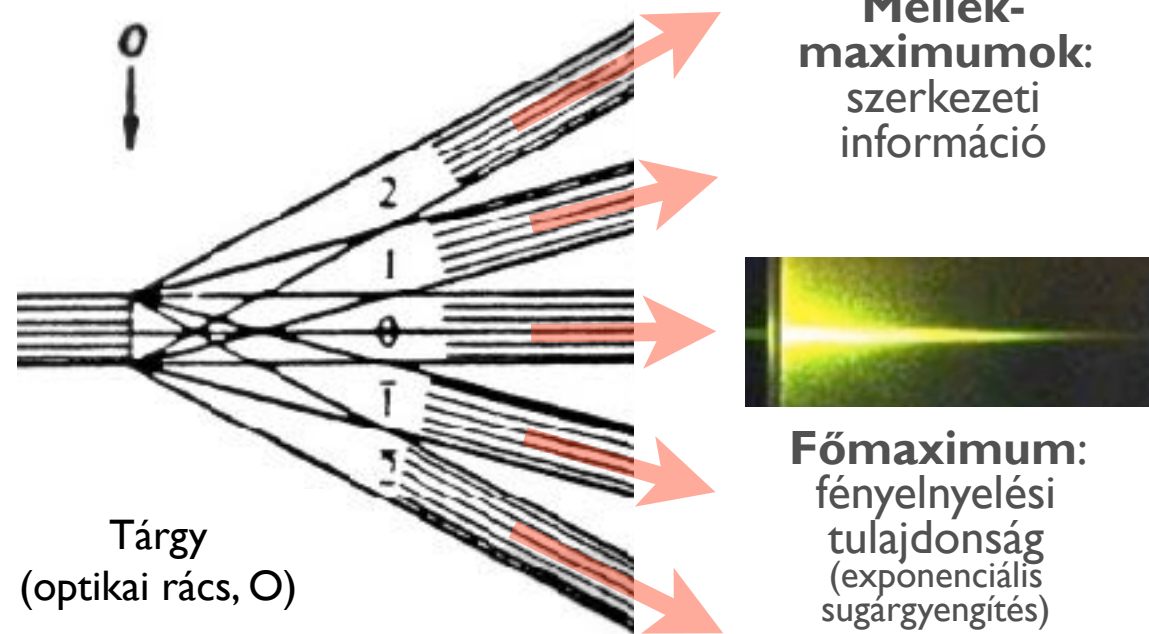 O
Mellék-
maximumok:
szerkezeti
információ
2
1
0
1̅
2̅
Főmaximum:
fényelnyelési
tulajdonság
(exponenciális
sugárgyengítés)
Tárgy
(optikai rács, O)